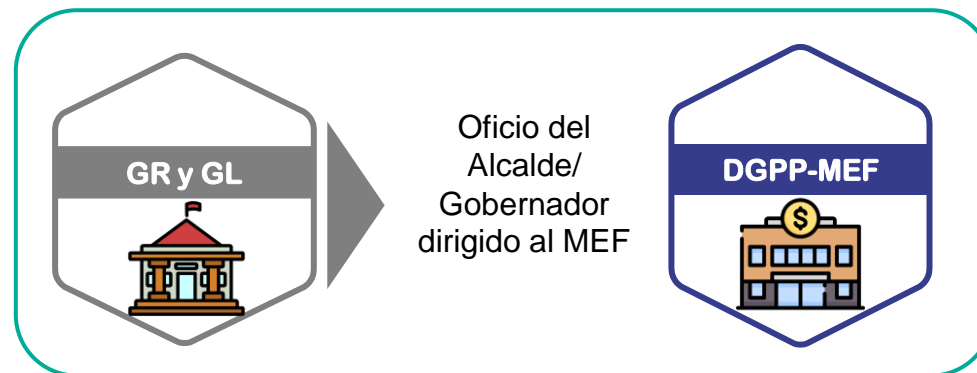 GR y GL
Oficio del
Alcalde/
Gobernador
dirigido al MEF
DGPP-MEF
$